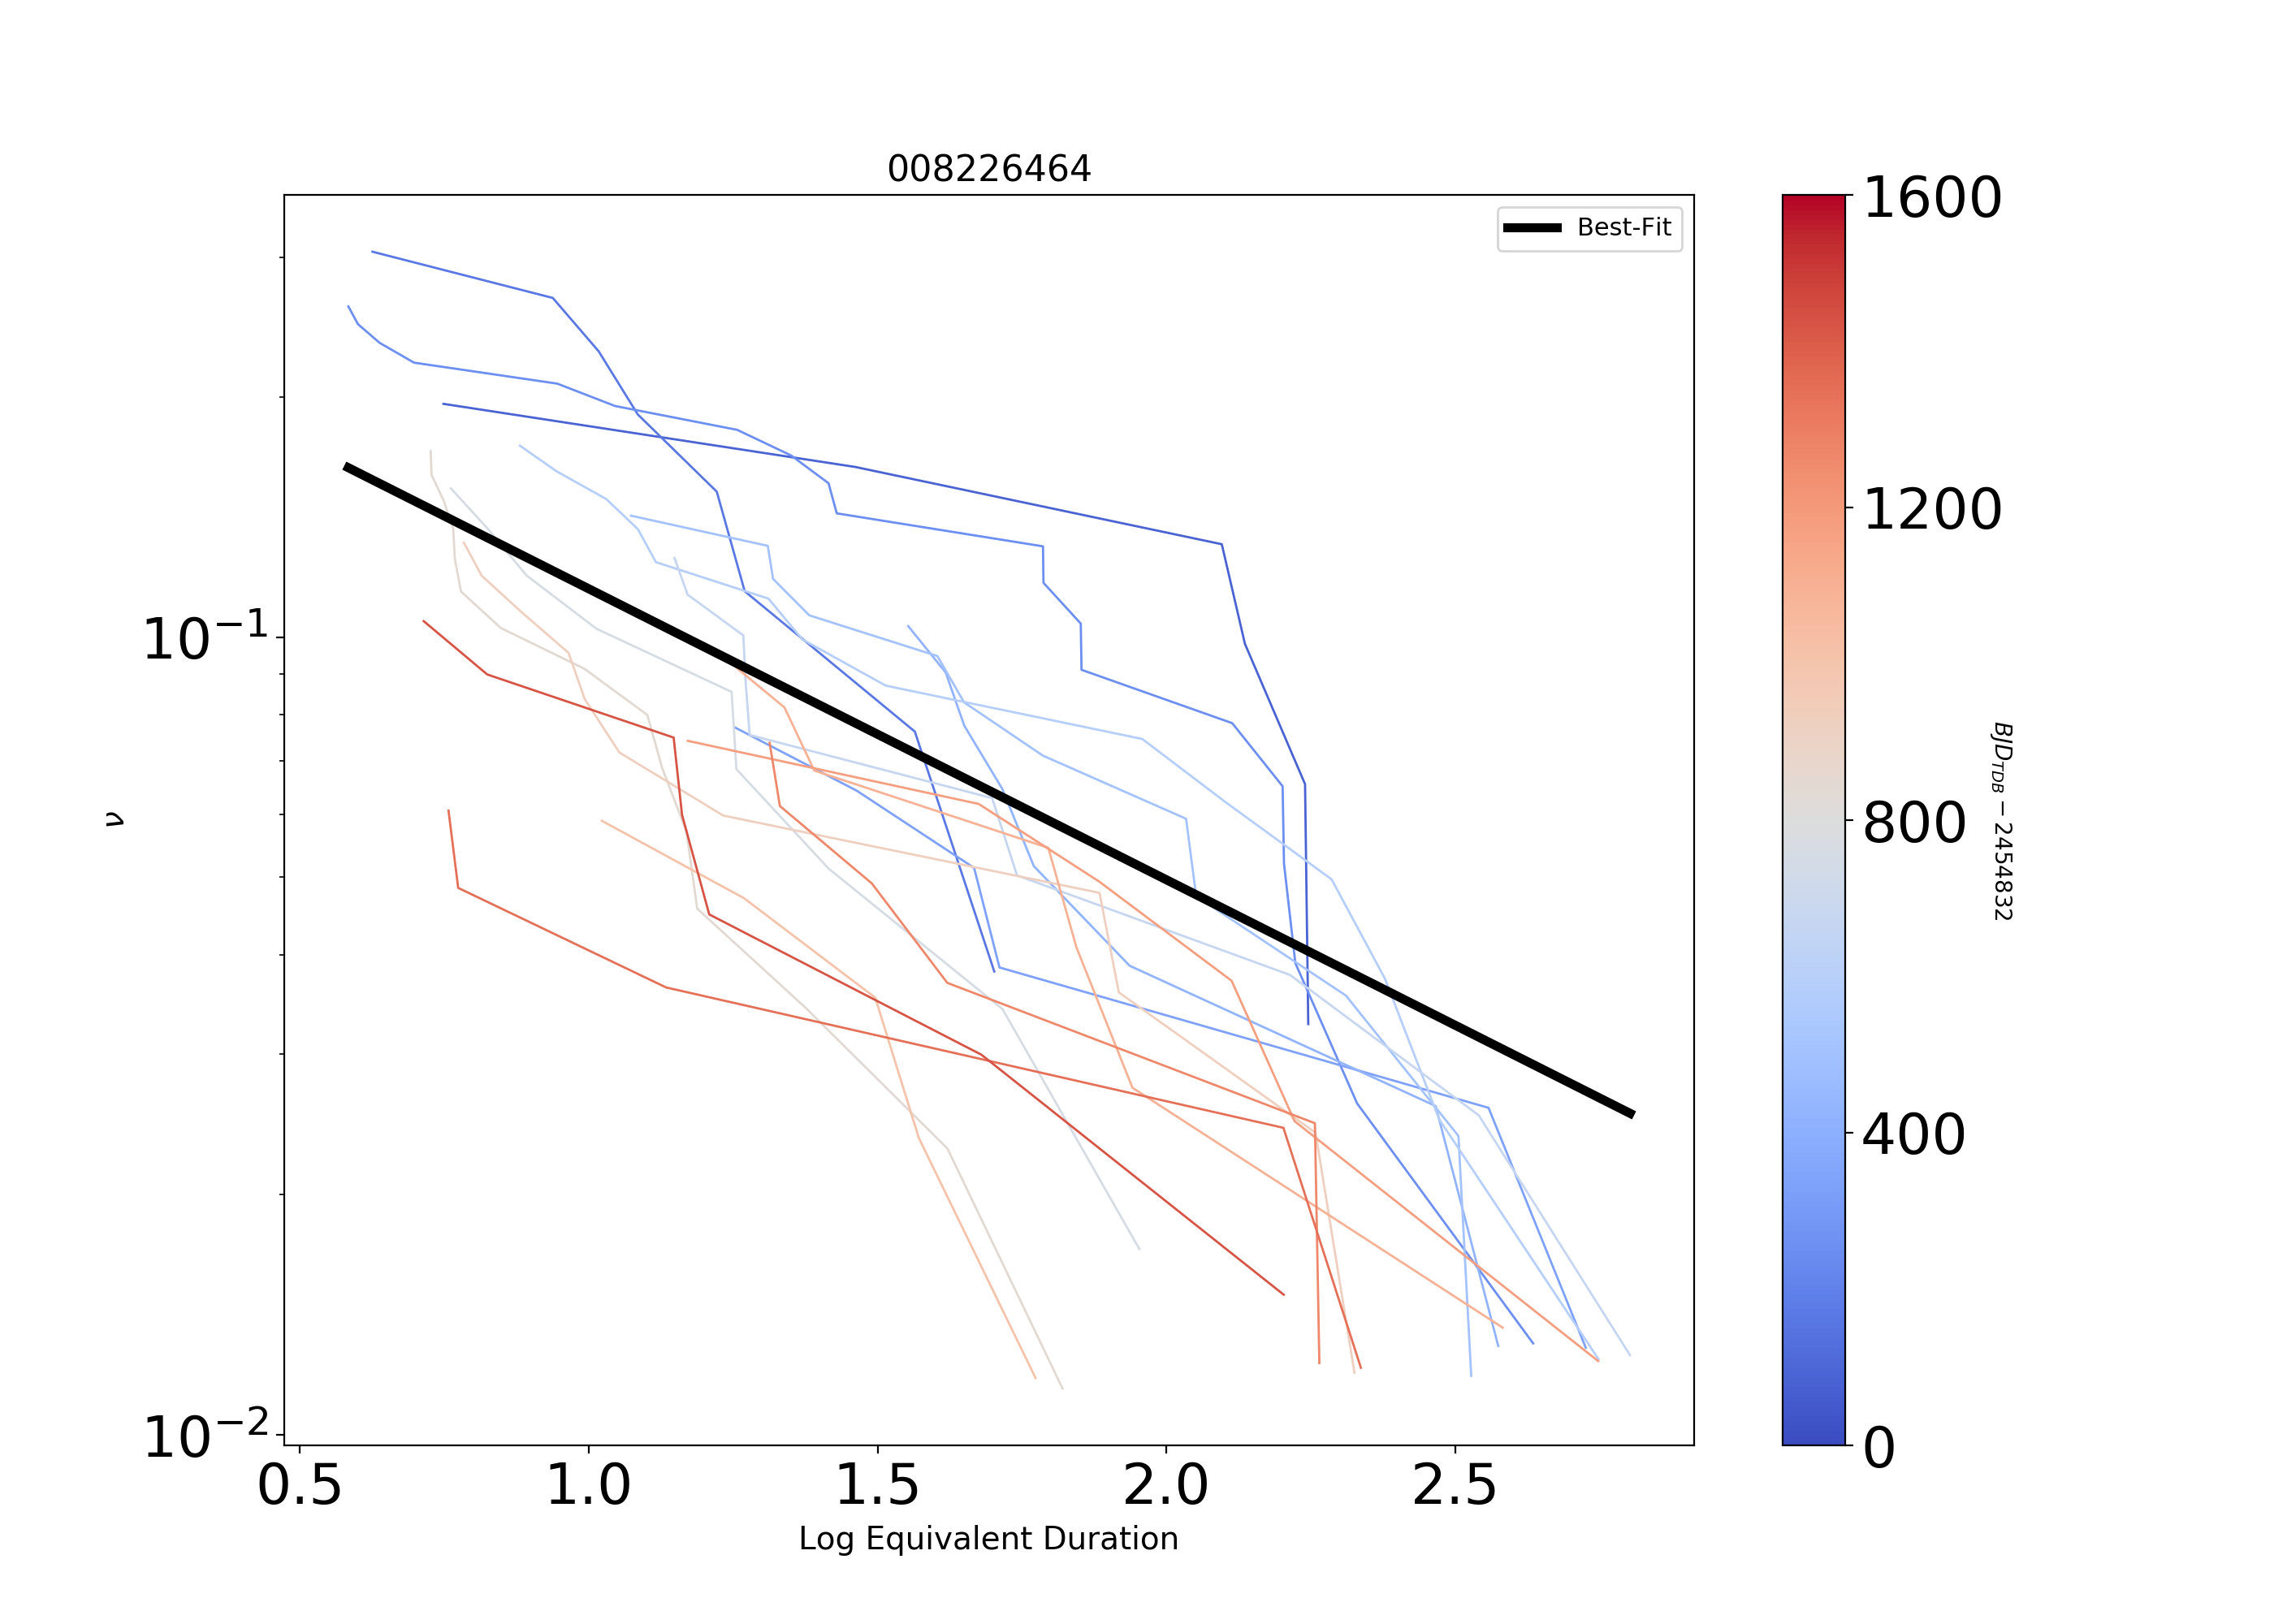 008226464
Best-Fit
10⁻¹
10⁻²
ν
0.5 1.0 1.5 2.0 2.5
Log Equivalent Duration
1600
1200
800
400
0
BJD_TDB − 2454832